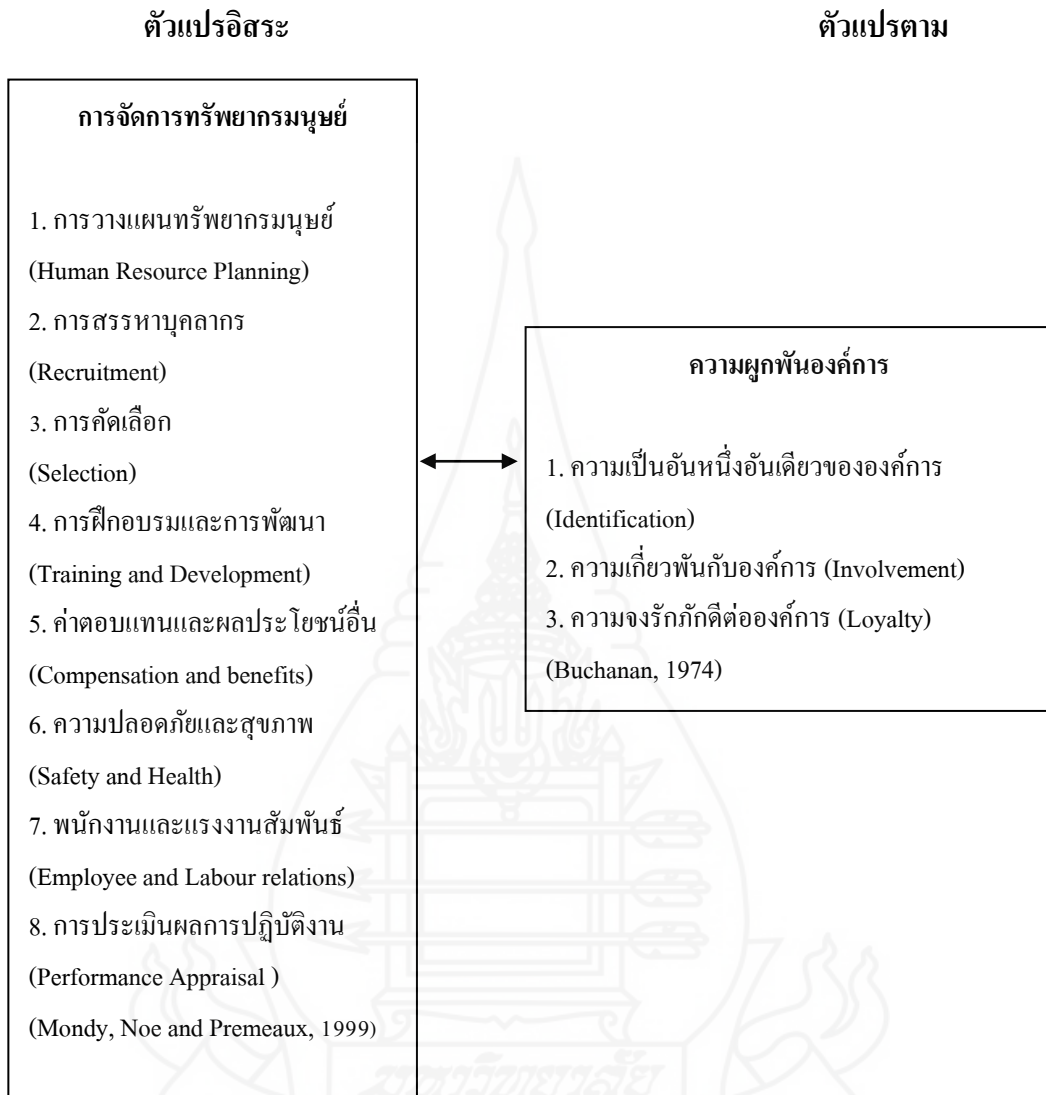 ตัวแปรอิสระ
ตัวแปรตาม
การจัดการทรัพยากรมนุษย์
1. การวางแผนทรัพยากรมนุษย์
(Human Resource Planning)
2. การสรรหาบุคลากร
(Recruitment)
3. การคัดเลือก
(Selection)
4. การฝึกอบรมและการพัฒนา
(Training and Development)
5. ค่าตอบแทนและผลประโยชน์อื่น
(Compensation and benefits)
6. ความปลอดภัยและสุขภาพ
(Safety and Health)
7. พนักงานและแรงงานสัมพันธ์
(Employee and Labour relations)
8. การประเมินผลการปฏิบัติงาน
(Performance Appraisal )
(Mondy, Noe and Premeaux, 1999)
ความผูกพันองค์การ
1. ความเป็นอันหนึ่งอันเดียวขององค์การ
(Identification)
2. ความเกี่ยวพันกับองค์การ (Involvement)
3. ความจงรักภักดีต่อองค์การ (Loyalty)
(Buchanan, 1974)
มหาวิทยาลัย